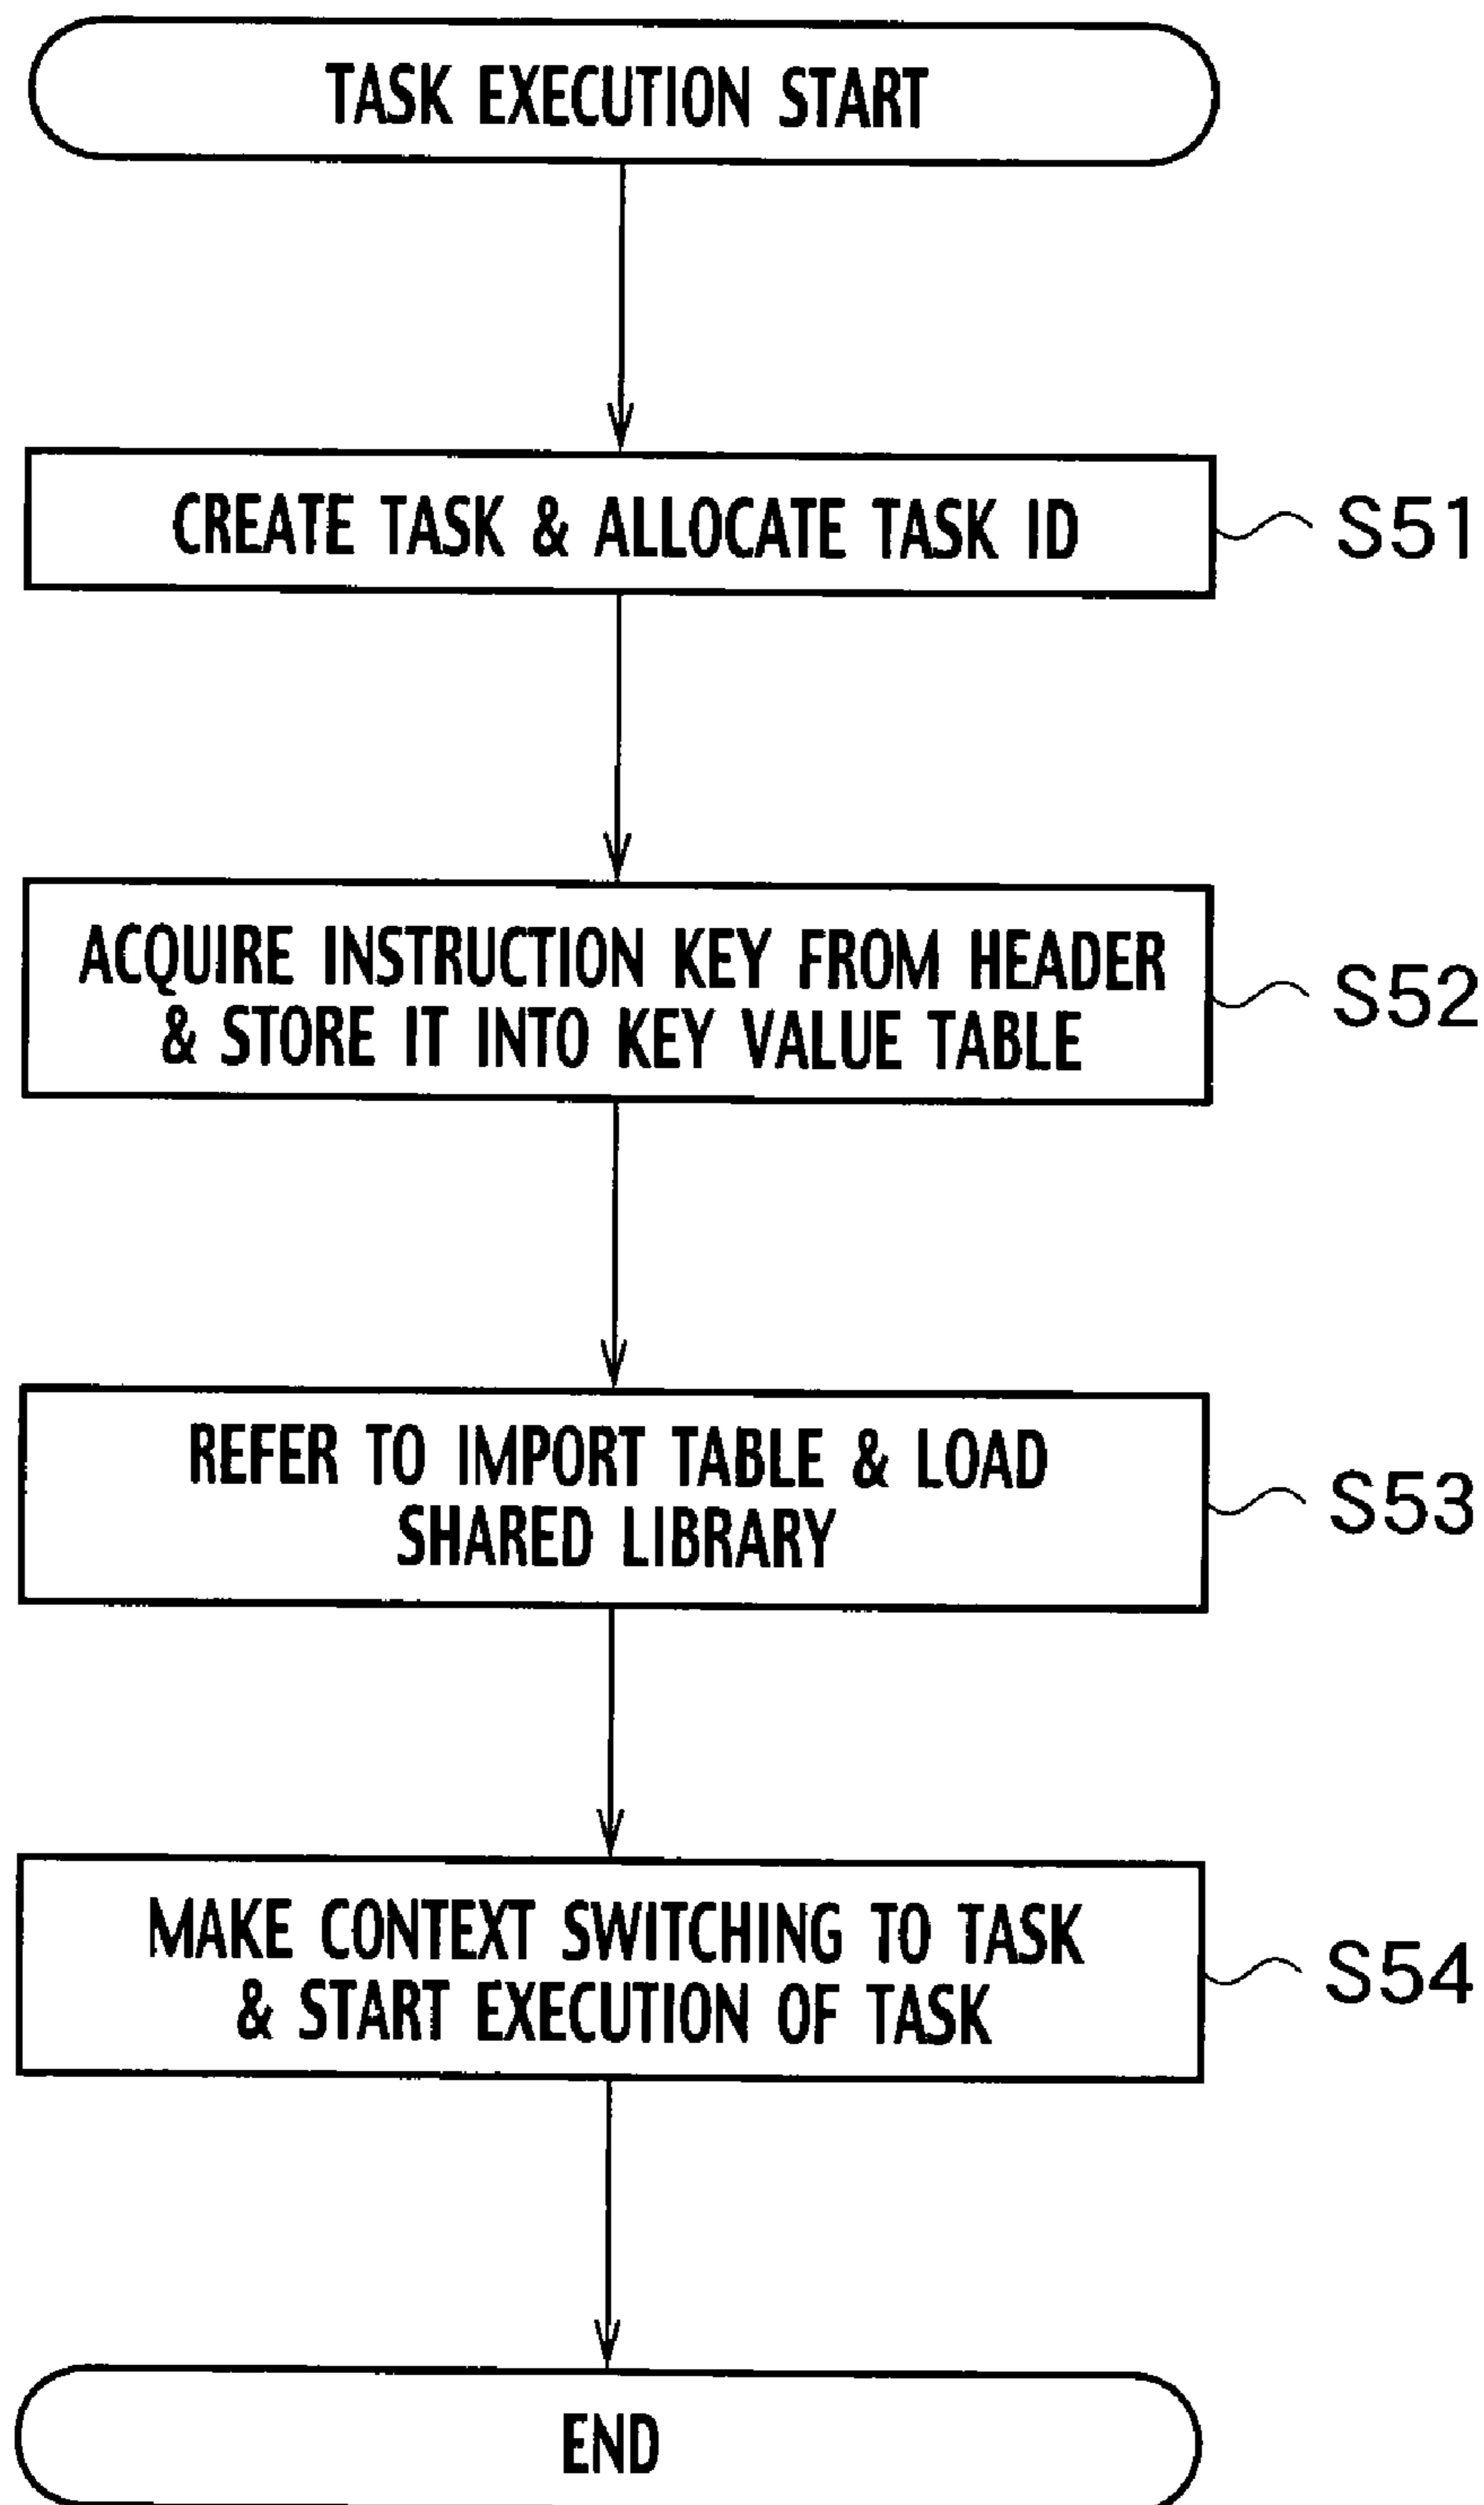 TASK EXECUTION START
CREATE TASK & ALLOCATE TASK ID
S51
ACQUIRE INSTRUCTION KEY FROM HEADER
& STORE IT INTO KEY VALUE TABLE
S52
REFER TO IMPORT TABLE & LOAD
SHARED LIBRARY
S53
MAKE CONTEXT SWITCHING TO TASK
& START EXECUTION OF TASK
S54
END